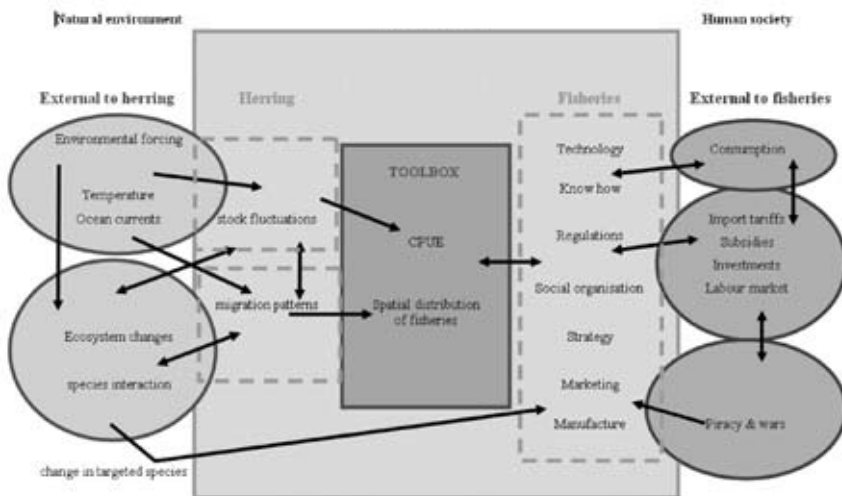 Natural environment
Human society
External to herring
Herring
Fisheries
External to fisheries
Environmental forcing
Temperature
Ocean currents
stock fluctuations
migration patterns
Ecosystem changes
species interaction
change in targeted species
TOOLBOX
CPUE
Spatial distribution
of fisheries
Technology
Know how
Regulations
Social organisation
Strategy
Marketing
Manufacture
Consumption
Import tariffs
Subsidies
Investments
Labour market
Piracy & wars